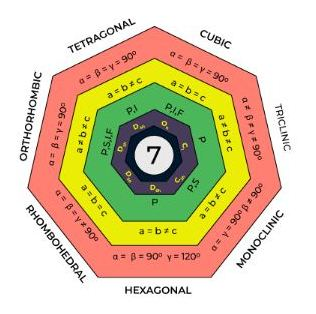 TETRAGONAL
α = β = γ = 90°
a = b ≠ c
P,I
CUBIC
α = β = γ = 90°
a = b = c
P,I,F
TRICLINIC
α ≠ β ≠ γ ≠ 90°
a ≠ b ≠ c
P
MONOCLINIC
α = γ = 90° β ≠ 90°
a ≠ b ≠ c
P,S
HEXAGONAL
α = β = 90° γ = 120°
a = b ≠ c
P
RHOMBOHEDRAL
α = β = γ ≠ 90°
a = b = c
ORTHORHOMBIC
α = β = γ = 90°
a ≠ b ≠ c
P,S,I,F
7